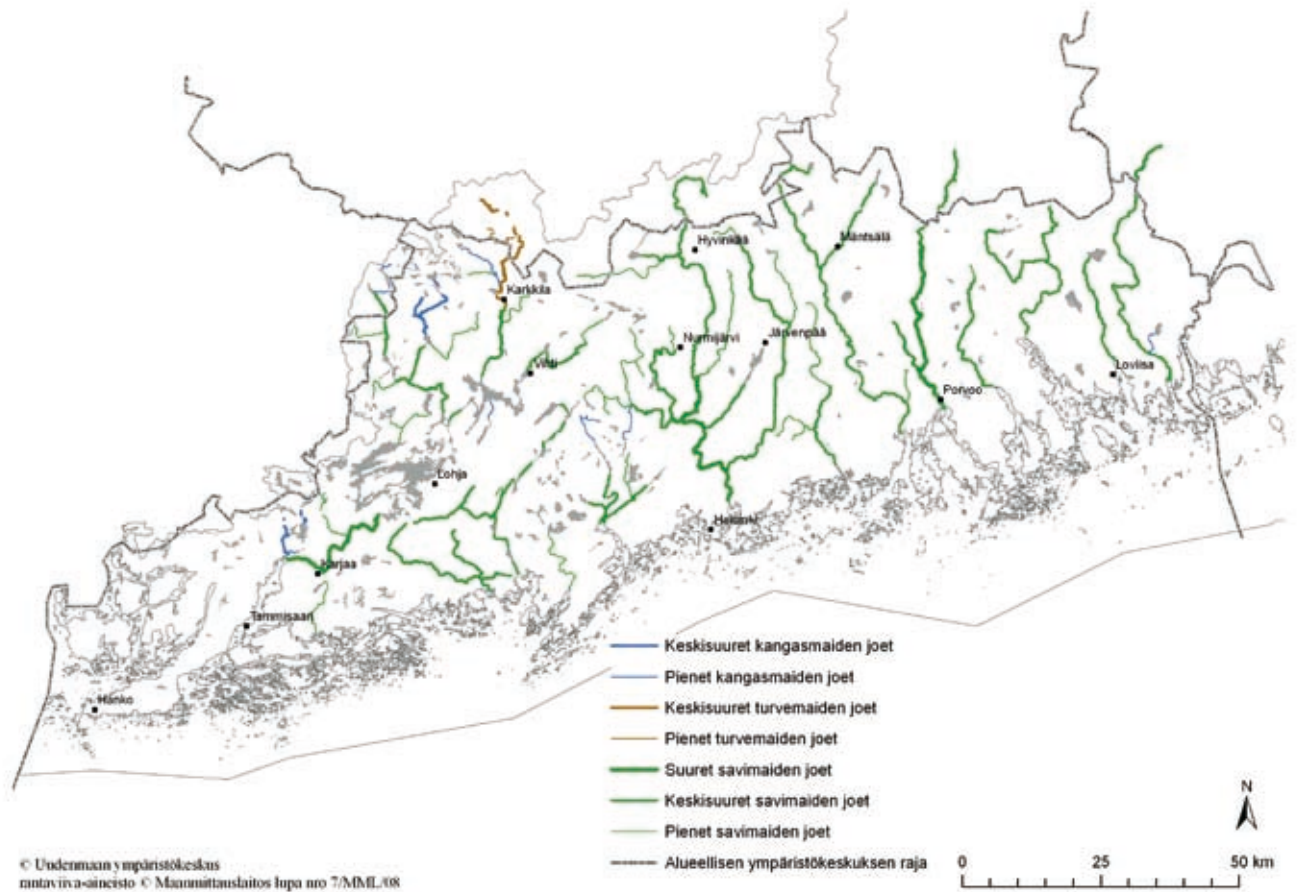 Hyvinkää
Mäntsälä
Karkkila
Nurmijärvi
Järvenpää
Vihti
Loviisa
Porvoo
Lohja
Helsinki
Karjaa
Tammisaari
Hanko
Keskisuuret kangasmaiden joet
Pienet kangasmaiden joet
Keskisuuret turvemaiden joet
Pienet turvemaiden joet
Suuret savimaiden joet
Keskisuuret savimaiden joet
Pienet savimaiden joet
Alueellisen ympäristökeskuksen raja
N
0 25 50 km
© Uudenmaan ympäristökeskus
rantaviiva-aineisto © Maanmittauslaitos lupa nro 7/MML/08